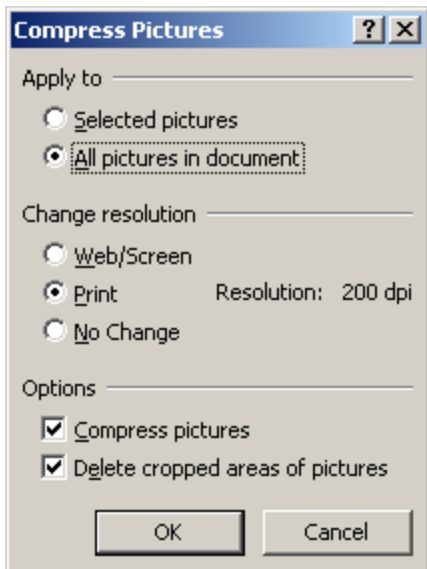 Compress Pictures ? X
Apply to
Selected pictures
All pictures in document
Change resolution
Web/Screen
Print Resolution: 200 dpi
No Change
Options
Compress pictures
Delete cropped areas of pictures
OK Cancel